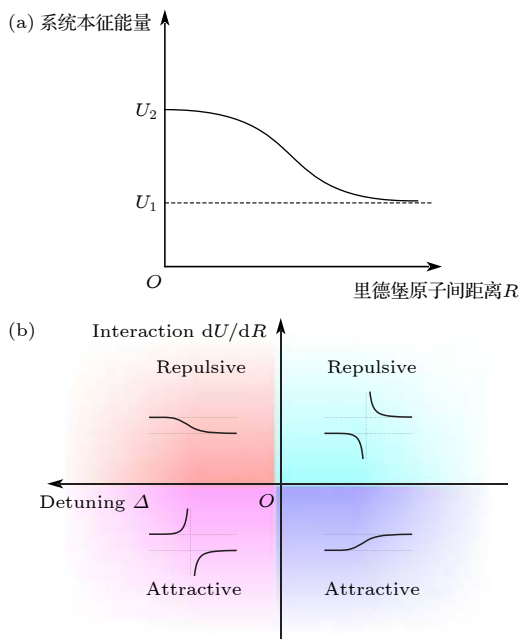 (a) 系统本征能量
U₂
U₁
O
里德堡原子间距离R
(b) Interaction dU/dR
Repulsive Repulsive
Detuning Δ O
Attractive Attractive